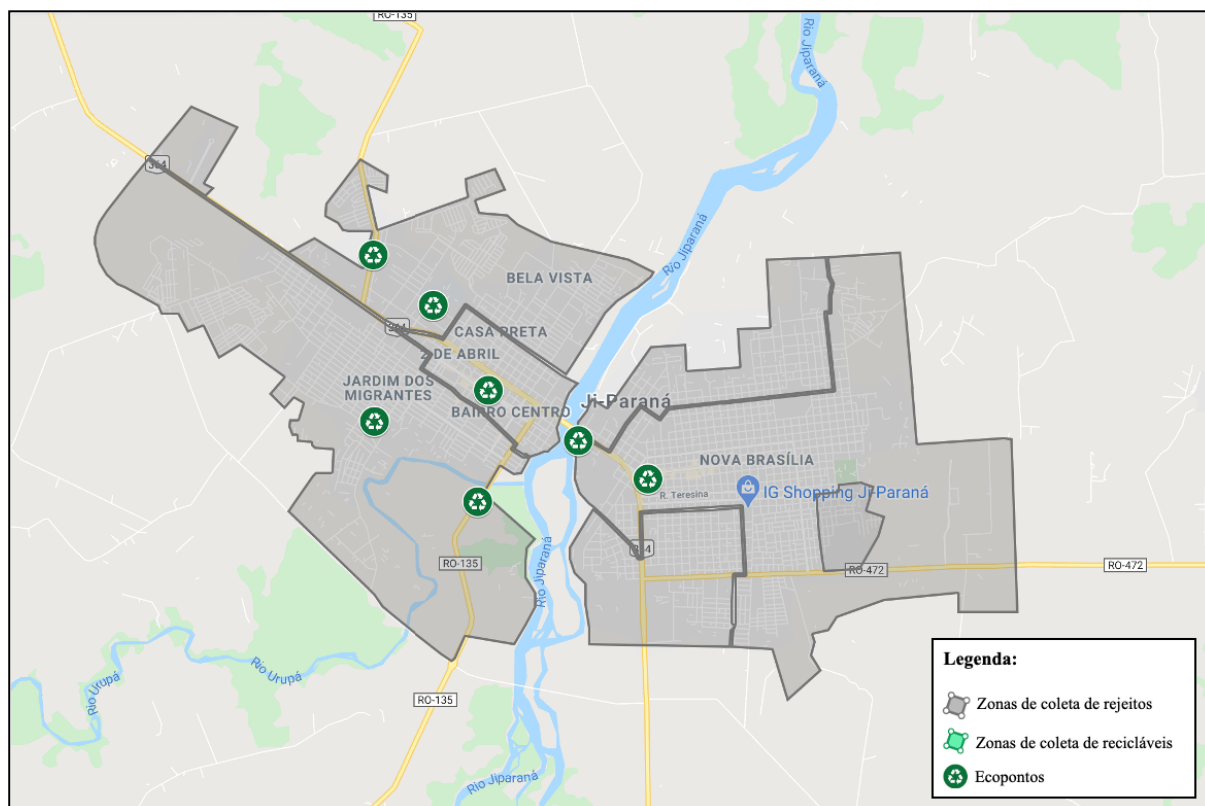 RO-135
Rio Jiparaná
364
BELA VISTA
Rio Jiparaná
364
CASA PRETA
2 DE ABRIL
JARDIM DOS
MIGRANTES
BAIRRO CENTRO
Ji-Paraná
NOVA BRASÍLIA
R. Teresina
IG Shopping Ji-Paraná
364
RO-135
Rio Jiparaná
RO-472
RO-472
Rio Urupá
Rio Urupá
RO-135
Rio Jiparaná
Legenda:
Zonas de coleta de rejeitos
Zonas de coleta de recicláveis
Ecopontos